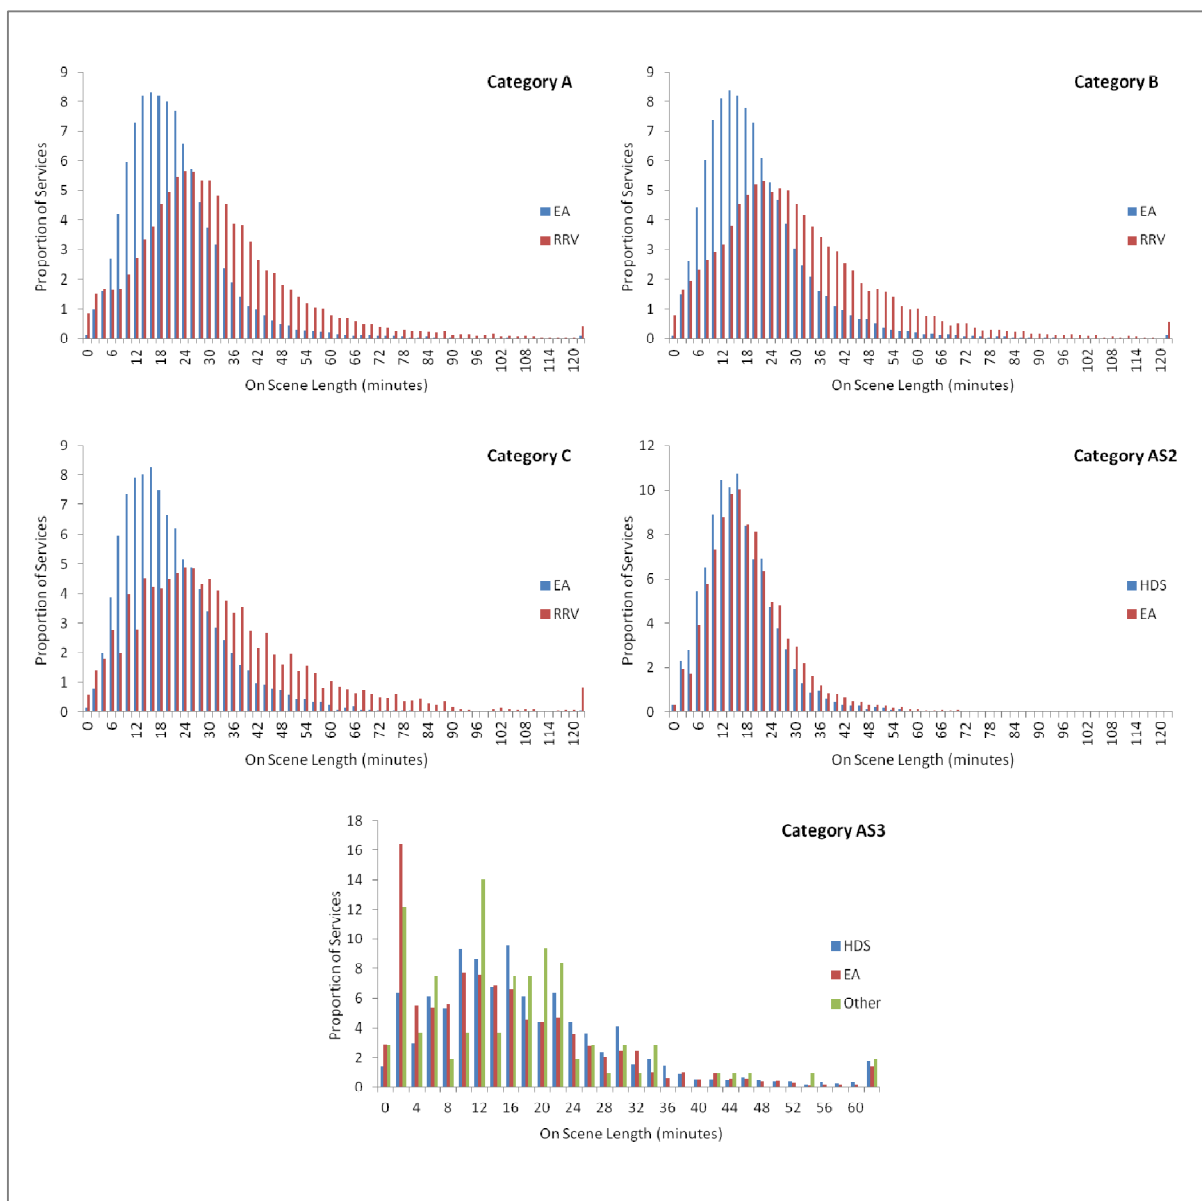 Category A
Proportion of Services
9
8
7
6
5
4
3
2
1
0
EA
RRV
0 6 12 18 24 30 36 42 48 54 60 66 72 78 84 90 96 102 108 114 120
On Scene Length (minutes)
Category B
Proportion of Services
9
8
7
6
5
4
3
2
1
0
EA
RRV
0 6 12 18 24 30 36 42 48 54 60 66 72 78 84 90 96 102 108 114 120
On Scene Length (minutes)
Category C
Proportion of Services
9
8
7
6
5
4
3
2
1
0
EA
RRV
0 6 12 18 24 30 36 42 48 54 60 66 72 78 84 90 96 102 108 114 120
On Scene Length (minutes)
Category AS2
Proportion of Services
12
10
8
6
4
2
0
HDS
EA
0 6 12 18 24 30 36 42 48 54 60 66 72 78 84 90 96 102 108 114 120
On Scene Length (minutes)
Category AS3
Proportion of Services
18
16
14
12
10
8
6
4
2
0
HDS
EA
Other
0 4 8 12 16 20 24 28 32 36 40 44 48 52 56 60
On Scene Length (minutes)